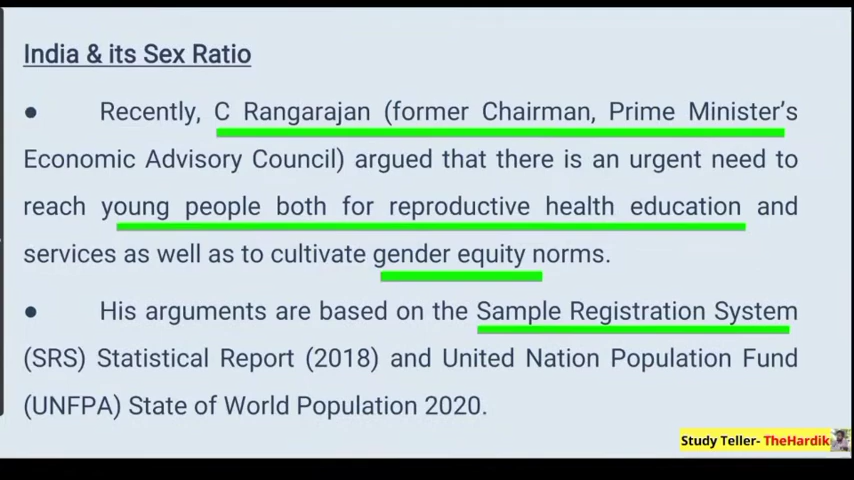 India & its Sex Ratio
● Recently, C Rangarajan (former Chairman, Prime Minister's
Economic Advisory Council) argued that there is an urgent need to
reach young people both for reproductive health education and
services as well as to cultivate gender equity norms.
● His arguments are based on the Sample Registration System
(SRS) Statistical Report (2018) and United Nation Population Fund
(UNFPA) State of World Population 2020.
Study Teller- TheHardik